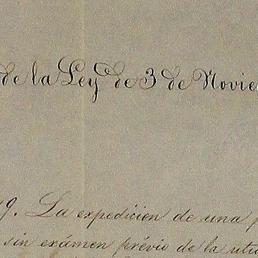 de la Ley de 3 de Novie
9. La expedicion de una
sin exámen prévio de la